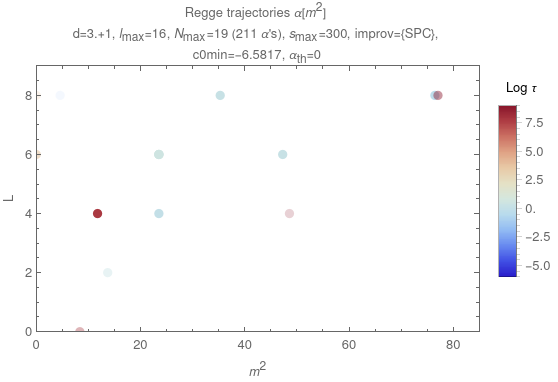 Regge trajectories α[m²]
d=3.+1, lmax=16, Nmax=19 (211 α's), smax=300, improv={SPC},
c0min=−6.5817, αth=0
Log τ
8
6
4
2
0
L
7.5
5.0
2.5
0.
−2.5
−5.0
0
20
40
60
80
m²